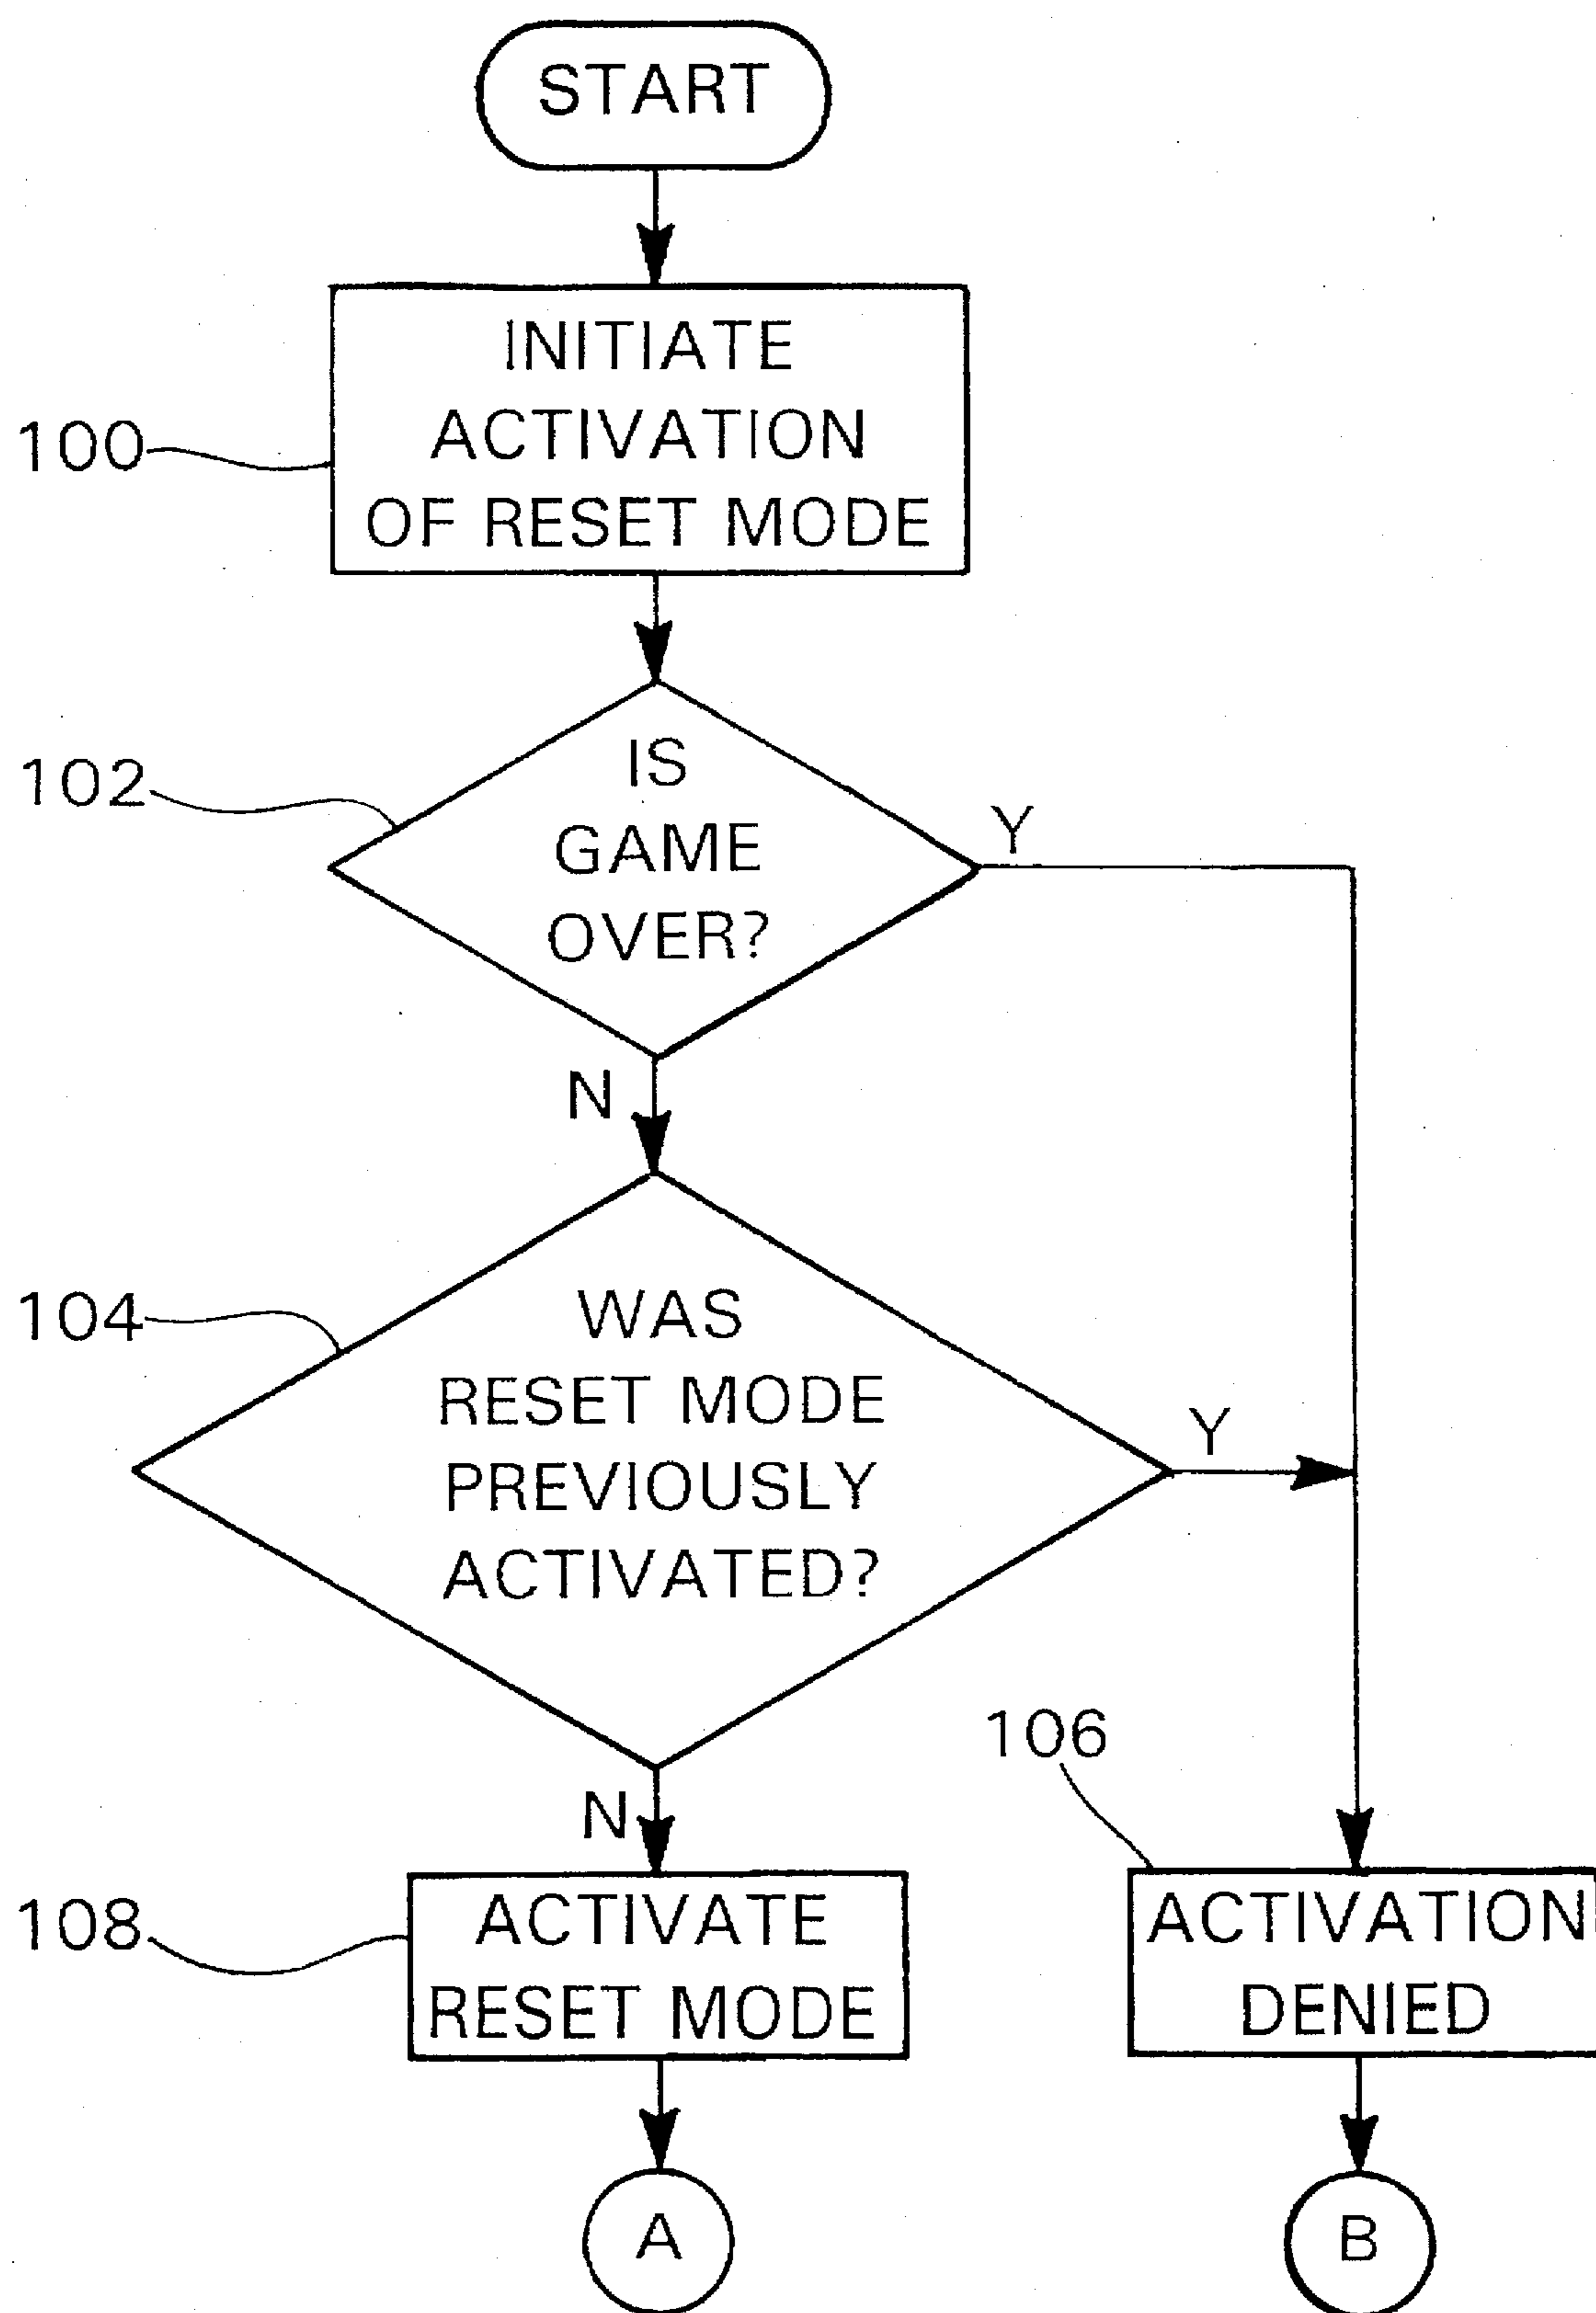 START
INITIATE
ACTIVATION
OF RESET MODE
100
IS
GAME
OVER?
102
Y
N
WAS
RESET MODE
PREVIOUSLY
ACTIVATED?
104
Y
N
106
ACTIVATE
RESET MODE
108
ACTIVATION
DENIED
A
B